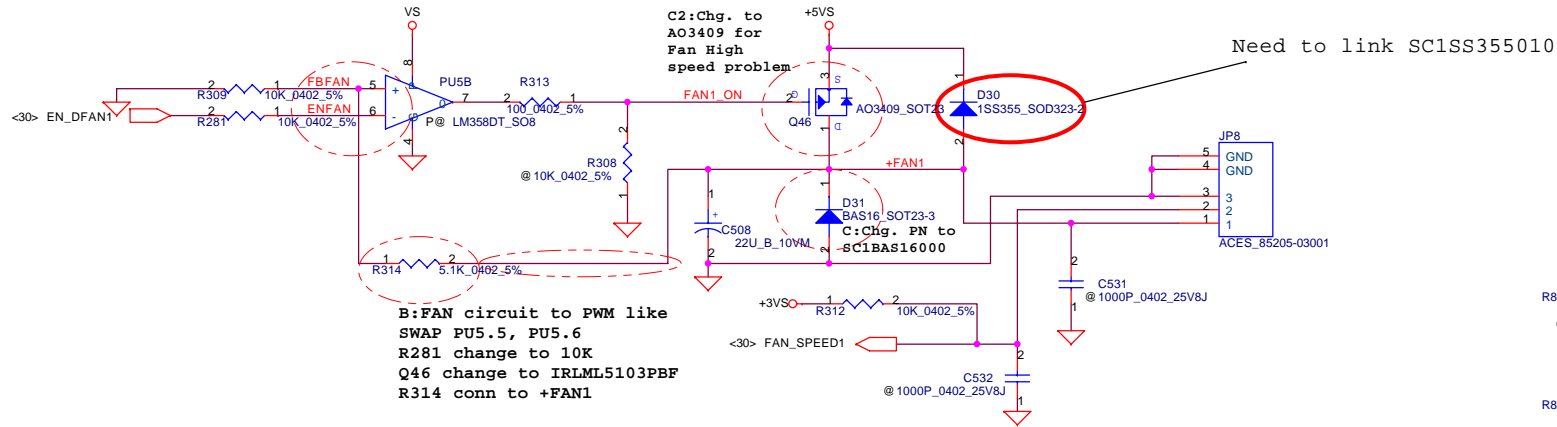 VS
C2:Chg. to
AO3409 for
Fan High
speed problem
+5VS
Need to link SC1SS355010
8
PU5B
R309
2
1
10K_0402_5%
FBFAN
5
+
P
0
7
<30> EN_DFAN1
R281
2
1
10K_0402_5%
ENFAN
6
-
G
4
P@ LM358DT_SO8
R313
2
1
100_0402_5%
FAN1_ON
2
G
3
S
D
1
Q46
AO3409_SOT23
1
D30
1SS355_SOD323-2
2
2
R308
@ 10K_0402_5%
1
+FAN1
JP8
5
GND
4
GND
3
3
2
2
1
1
ACES_85205-03001
1
+
C508
22U_B_10VM
2
1
D31
BAS16_SOT23-3
2
C:Chg. PN to
SC1BAS16000
R314
1
2
5.1K_0402_5%
2
C531
@ 1000P_0402_25V8J
1
+3VS
1
2
R312
10K_0402_5%
<30> FAN_SPEED1
2
C532
@ 1000P_0402_25V8J
1
B:FAN circuit to PWM like
SWAP PU5.5, PU5.6
R281 change to 10K
Q46 change to IRLML5103PBF
R314 conn to +FAN1
R8
R8